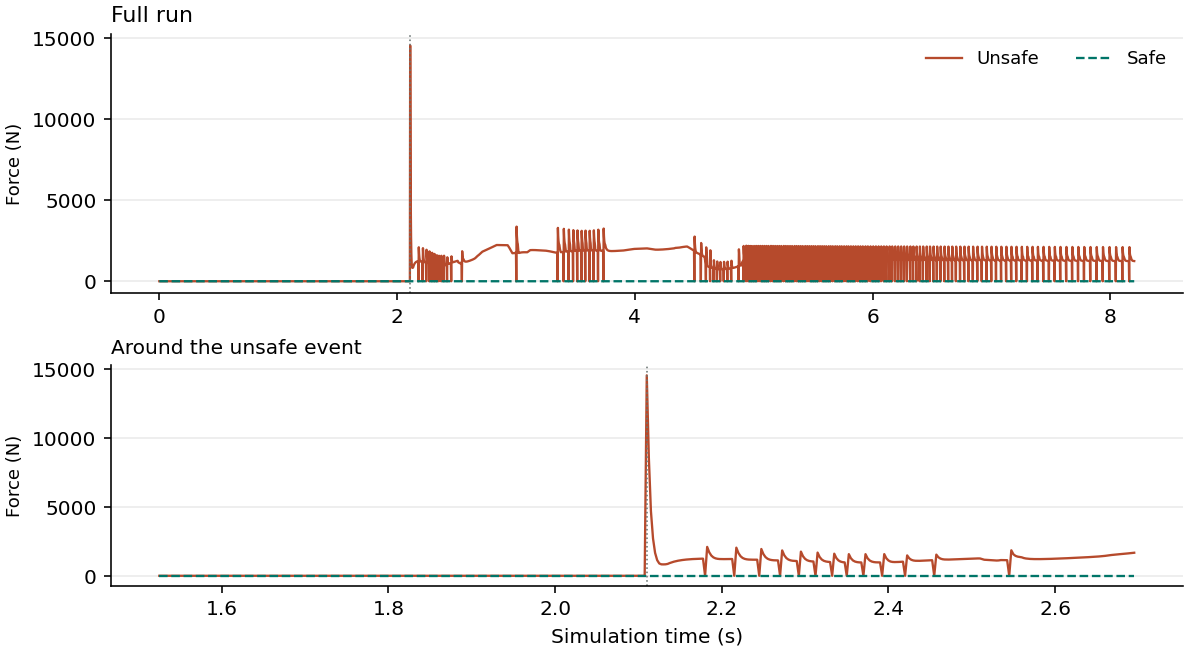 Full run
15000
10000
5000
0
Force (N)
Unsafe Safe
0 2 4 6 8
Around the unsafe event
15000
10000
5000
0
Force (N)
1.6 1.8 2.0 2.2 2.4 2.6
Simulation time (s)